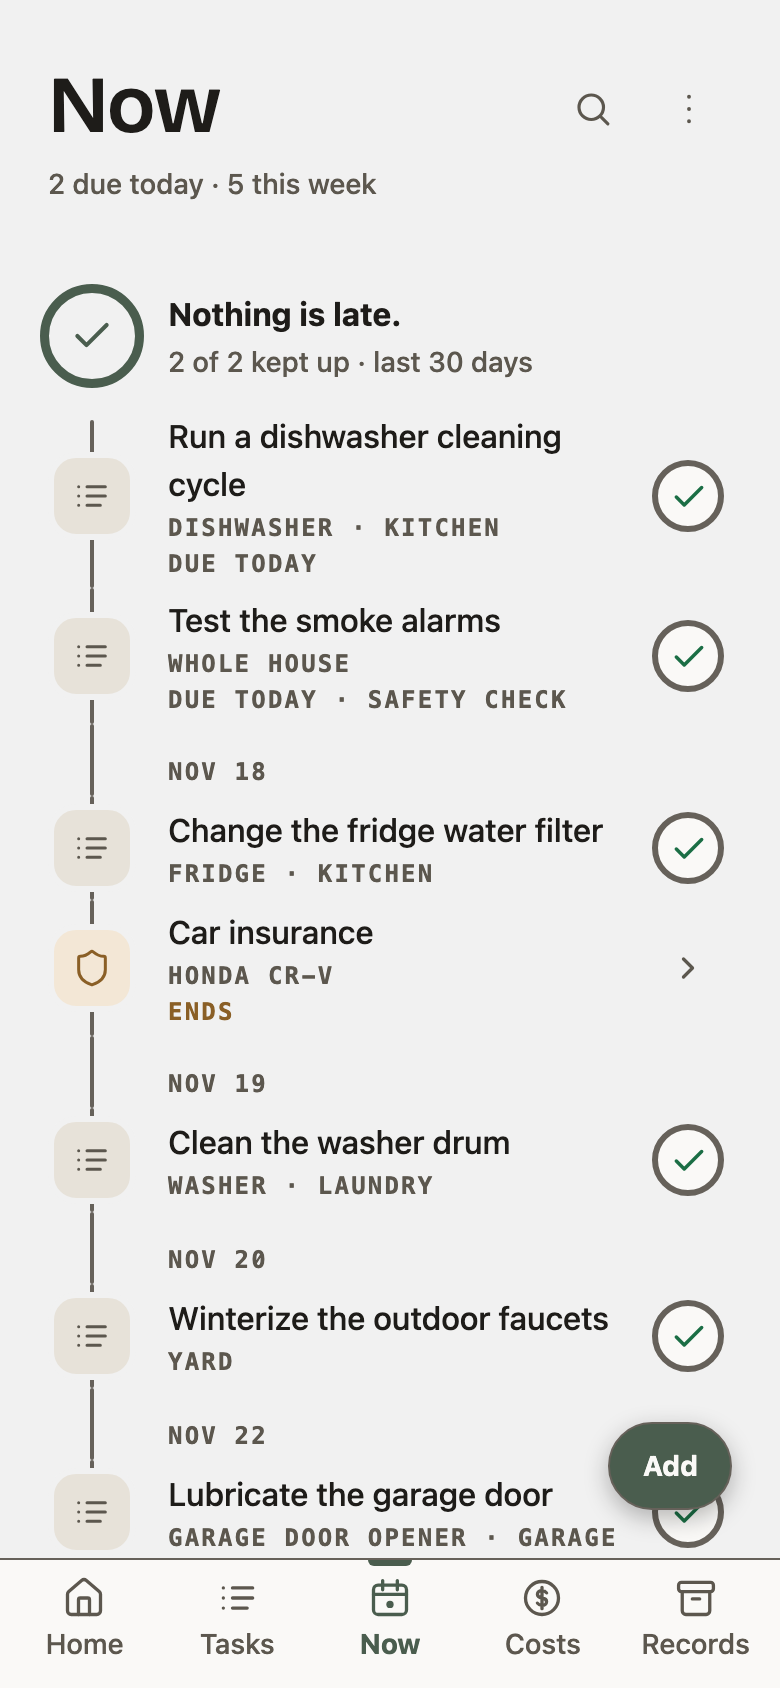 Now
2 due today · 5 this week
Nothing is late.
2 of 2 kept up · last 30 days
Run a dishwasher cleaning
cycle
DISHWASHER · KITCHEN
DUE TODAY
Test the smoke alarms
WHOLE HOUSE
DUE TODAY · SAFETY CHECK
NOV 18
Change the fridge water filter
FRIDGE · KITCHEN
Car insurance
HONDA CR-V
ENDS
NOV 19
Clean the washer drum
WASHER · LAUNDRY
NOV 20
Winterize the outdoor faucets
YARD
NOV 22
Add
Lubricate the garage door
GARAGE DOOR OPENER · GARAGE
Home Tasks Now Costs Records